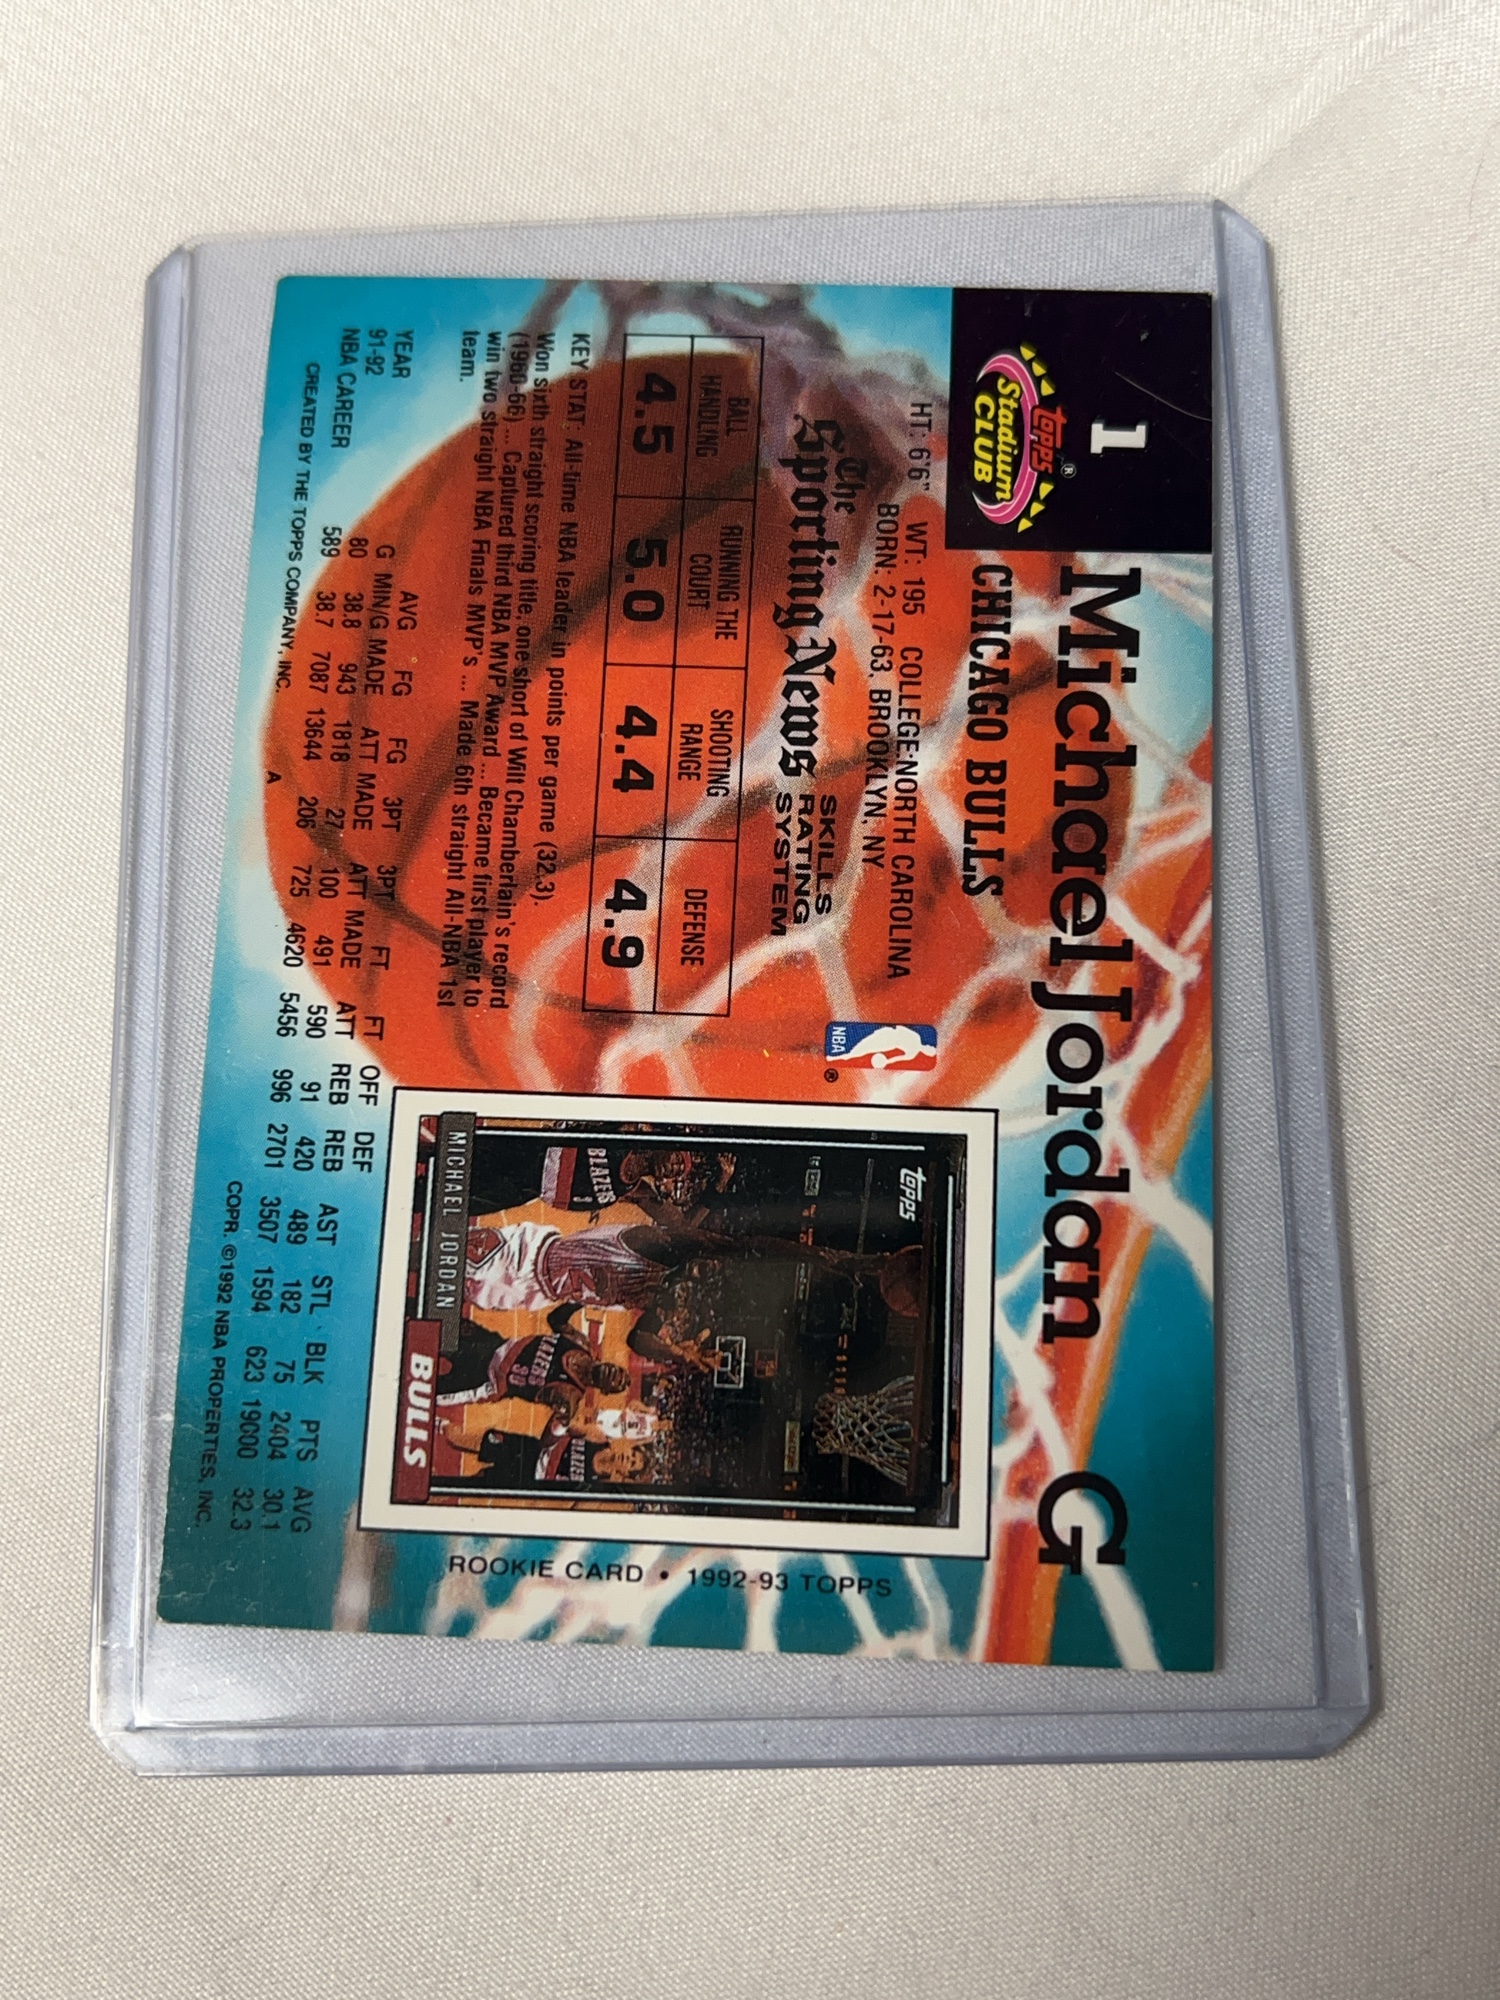 1
topps®
Stadium
CLUB
Michael Jordan G
CHICAGO BULLS
HT: 6'6" WT: 195 COLLEGE-NORTH CAROLINA
BORN: 2-17-63, BROOKLYN, NY
NBA ®
The
Sporting News
SKILLS
RATING
SYSTEM
BALL HANDLING RUNNING THE COURT SHOOTING RANGE DEFENSE
4.5 5.0 4.4 4.9
KEY STAT: All-time NBA leader in points per game (32.3).
Won sixth straight scoring title, one short of Wilt Chamberlain's record
(1960-66) ... Captured third NBA MVP Award ... Became first player to
win two straight NBA Finals MVP's ... Made 6th straight All-NBA 1st
team.
AVG FG FG 3PT 3PT FT FT OFF DEF
YEAR G MIN/G MADE ATT MADE ATT MADE ATT REB REB AST STL BLK PTS AVG
91-92 80 38.8 943 1818 27 100 491 590 91 420 489 182 75 2404 30.1
NBA CAREER 589 38.7 7087 13644 206 725 4620 5456 996 2701 3507 1594 623 19000 32.3
CREATED BY THE TOPPS COMPANY, INC. A COPR. ©1992 NBA PROPERTIES, INC.
topps
BLAZERS
BLAZERS
BLAZER
MICHAEL JORDAN
BULLS
ROOKIE CARD • 1992-93 TOPPS